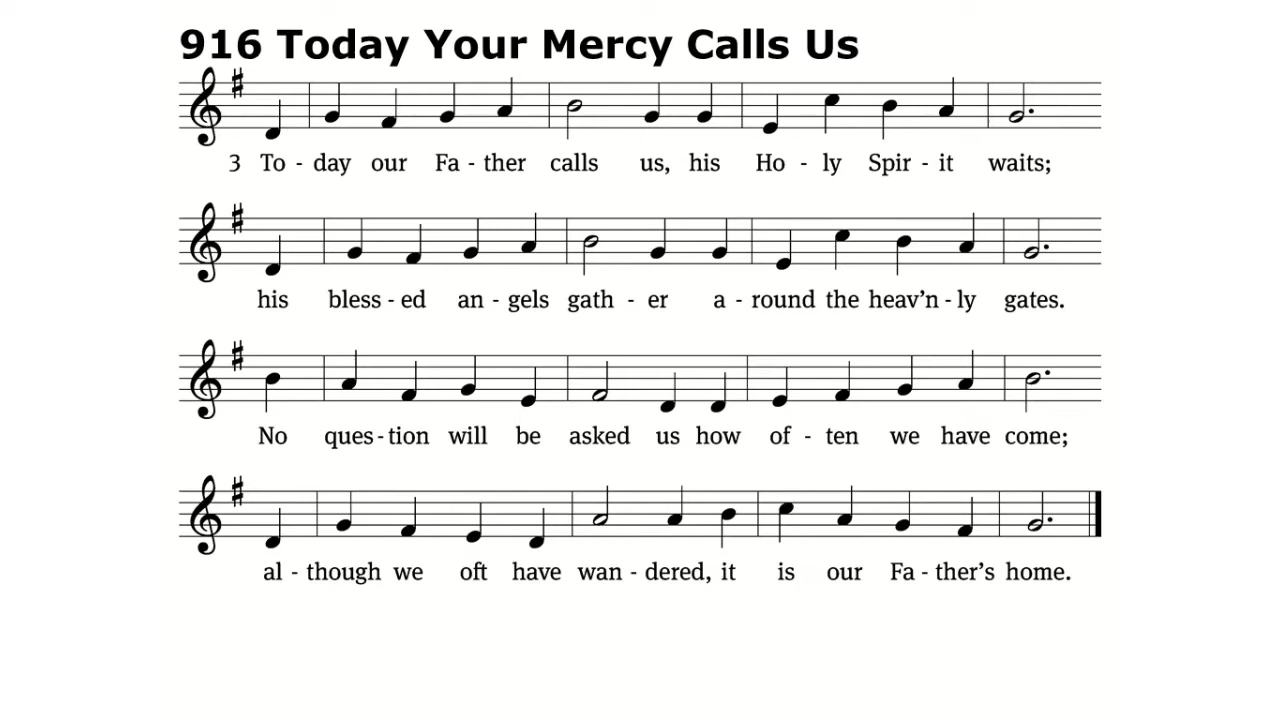 916 Today Your Mercy Calls Us
3 To - day our Fa - ther calls us, his Ho - ly Spir - it waits;
his bless - ed an - gels gath - er a - round the heav’n - ly gates.
No ques - tion will be asked us how of - ten we have come;
al - though we oft have wan - dered, it is our Fa - ther’s home.